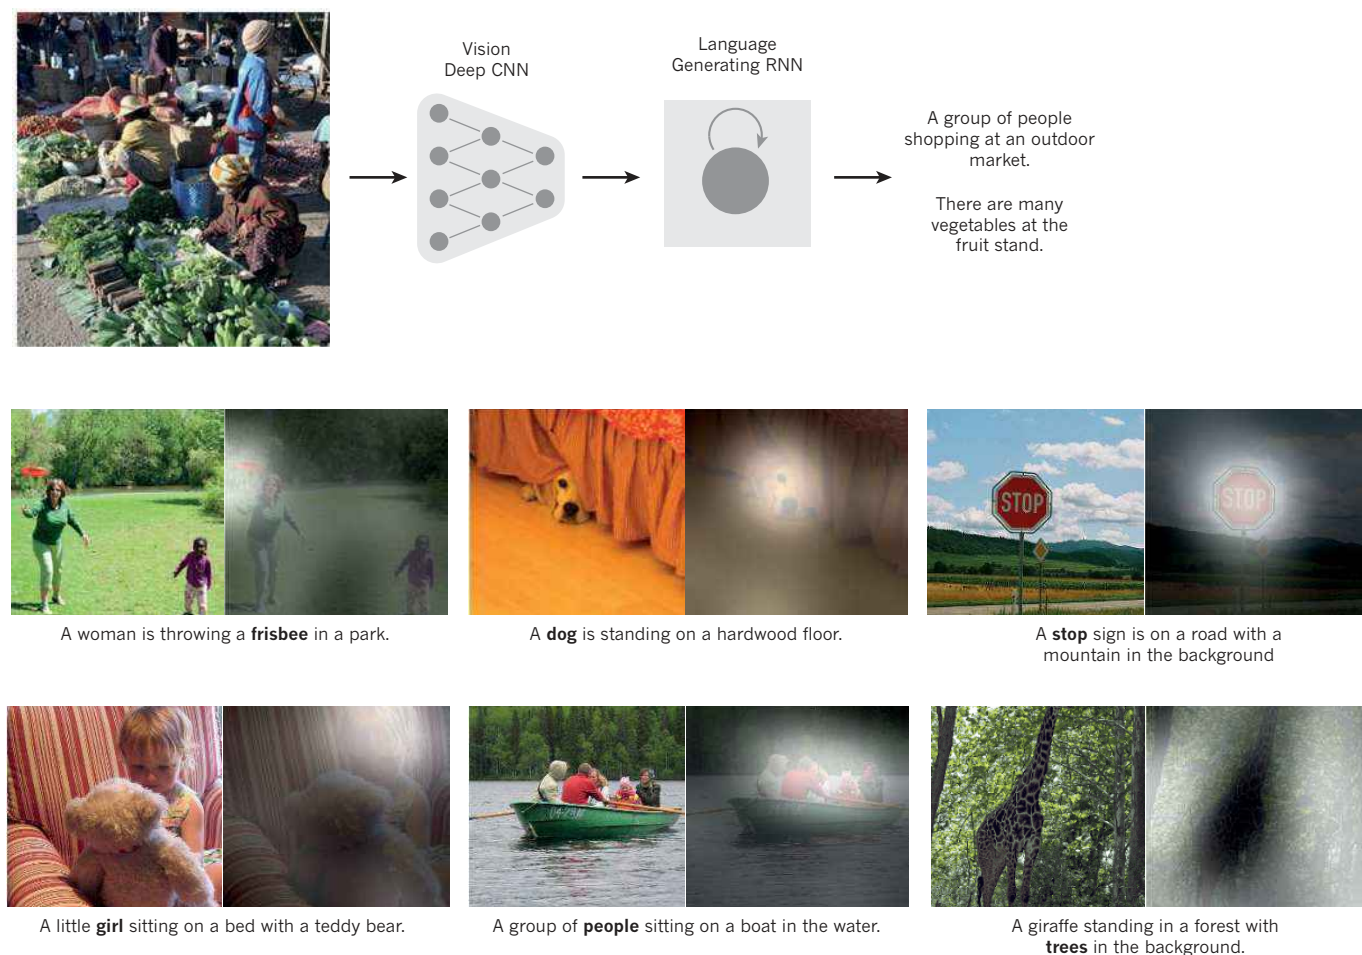 Vision
Deep CNN
Language
Generating RNN
A group of people
shopping at an outdoor
market.
There are many
vegetables at the
fruit stand.
STOP
STOP
A woman is throwing a frisbee in a park.
A dog is standing on a hardwood floor.
A stop sign is on a road with a
mountain in the background
A little girl sitting on a bed with a teddy bear.
A group of people sitting on a boat in the water.
A giraffe standing in a forest with
trees in the background.